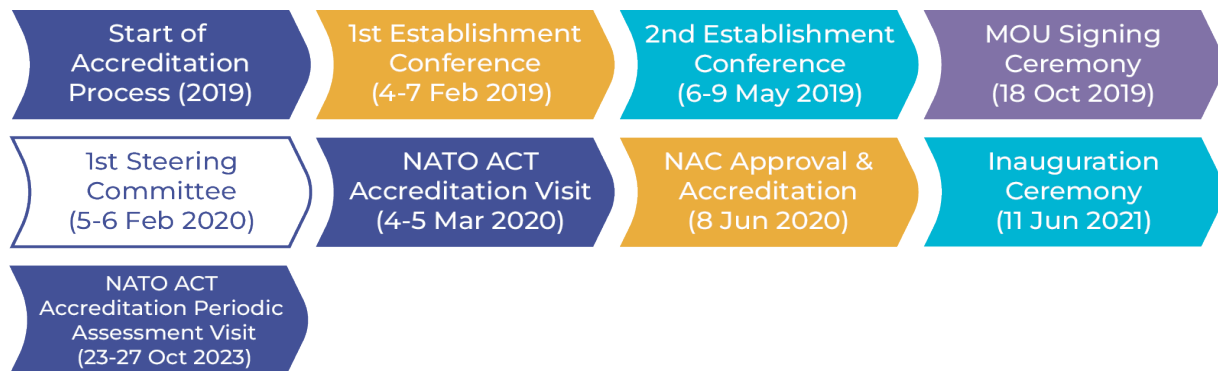 Start of
Accreditation
Process (2019)
1st Establishment
Conference
(4-7 Feb 2019)
2nd Establishment
Conference
(6-9 May 2019)
MOU Signing
Ceremony
(18 Oct 2019)
1st Steering
Committee
(5-6 Feb 2020)
NATO ACT
Accreditation Visit
(4-5 Mar 2020)
NAC Approval &
Accreditation
(8 Jun 2020)
Inauguration
Ceremony
(11 Jun 2021)
NATO ACT
Accreditation Periodic
Assessment Visit
(23-27 Oct 2023)